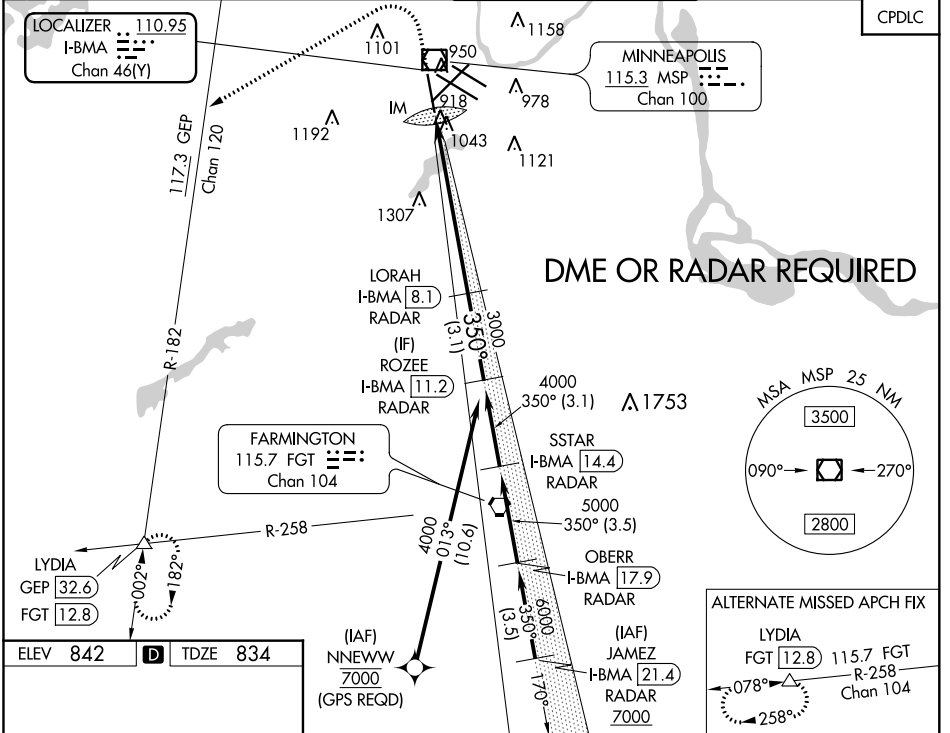 LOCALIZER 110.95
I-BMA
Chan 46(Y)
1101
950
1158
CPDLC
MINNEAPOLIS
115.3 MSP
Chan 100
IM
918
978
1192
1043
1121
117.3 GEP
Chan 120
1307
DME OR RADAR REQUIRED
LORAH
I-BMA 8.1
RADAR
350°
(3.1)
3000
(IF)
ROZEE
I-BMA 11.2
RADAR
R-182
4000
350° (3.1)
1753
MSA MSP 25 NM
3500
090°
270°
2800
FARMINGTON
115.7 FGT
Chan 104
SSTAR
I-BMA 14.4
RADAR
5000
350° (3.5)
R-258
4000
013°
(10.6)
OBERR
I-BMA 17.9
RADAR
LYDIA
GEP 32.6
FGT 12.8
002°
182°
6000
350°
(3.5)
170°
(IAF)
JAMEZ
I-BMA 21.4
RADAR
7000
(IAF)
NNEWW
7000
(GPS REQD)
ALTERNATE MISSED APCH FIX
LYDIA
FGT 12.8
115.7 FGT
R-258
Chan 104
078°
258°
ELEV 842
D
TDZE 834